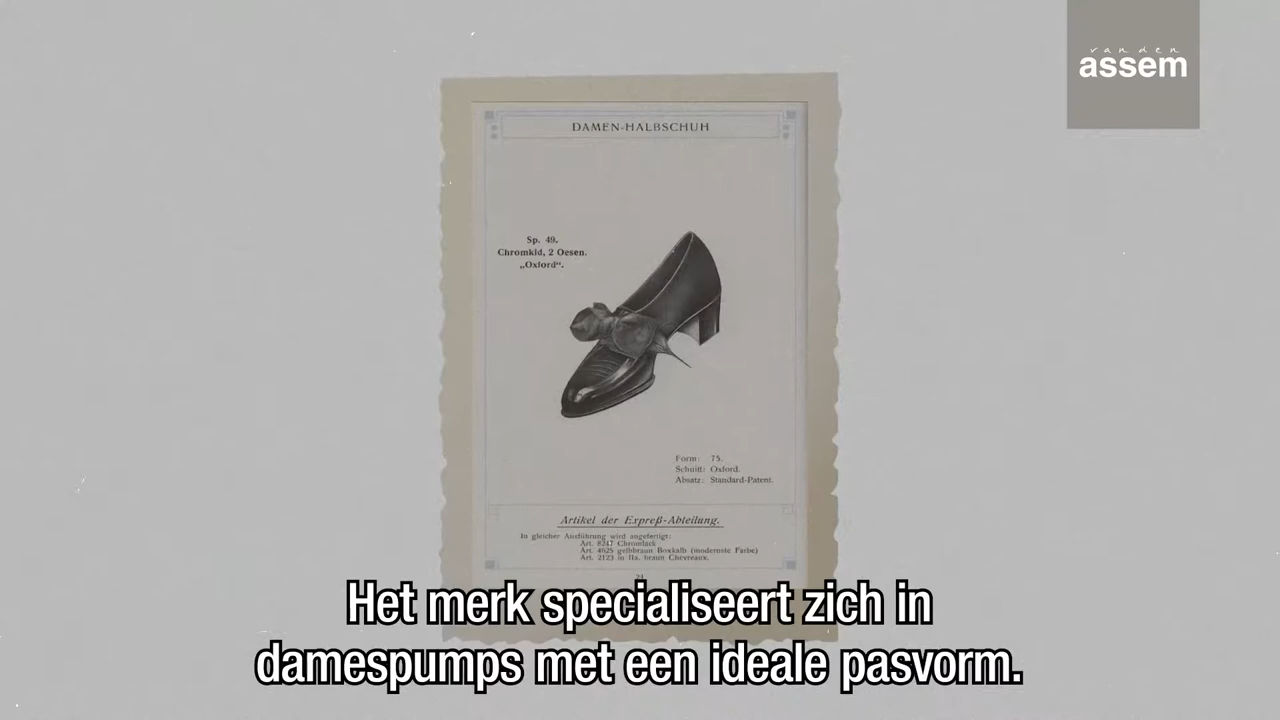 van den
assem
DAMEN-HALBSCHUH
Sp. 49.
Chromkid, 2 Oesen.
„Oxford“.
Form: 75.
Schnitt: Oxford.
Absatz: Standard-Patent.
Artikel der Expreß-Abteilung.
In gleicher Ausführung wird angefertigt:
Art. 8247 Chromlack
Art. 4625 gelbbraun Boxkalb (modernste Farbe)
Art. 2123 in IIa. braun Chevreaux.
Het merk specialiseert zich in
damespumps met een ideale pasvorm.